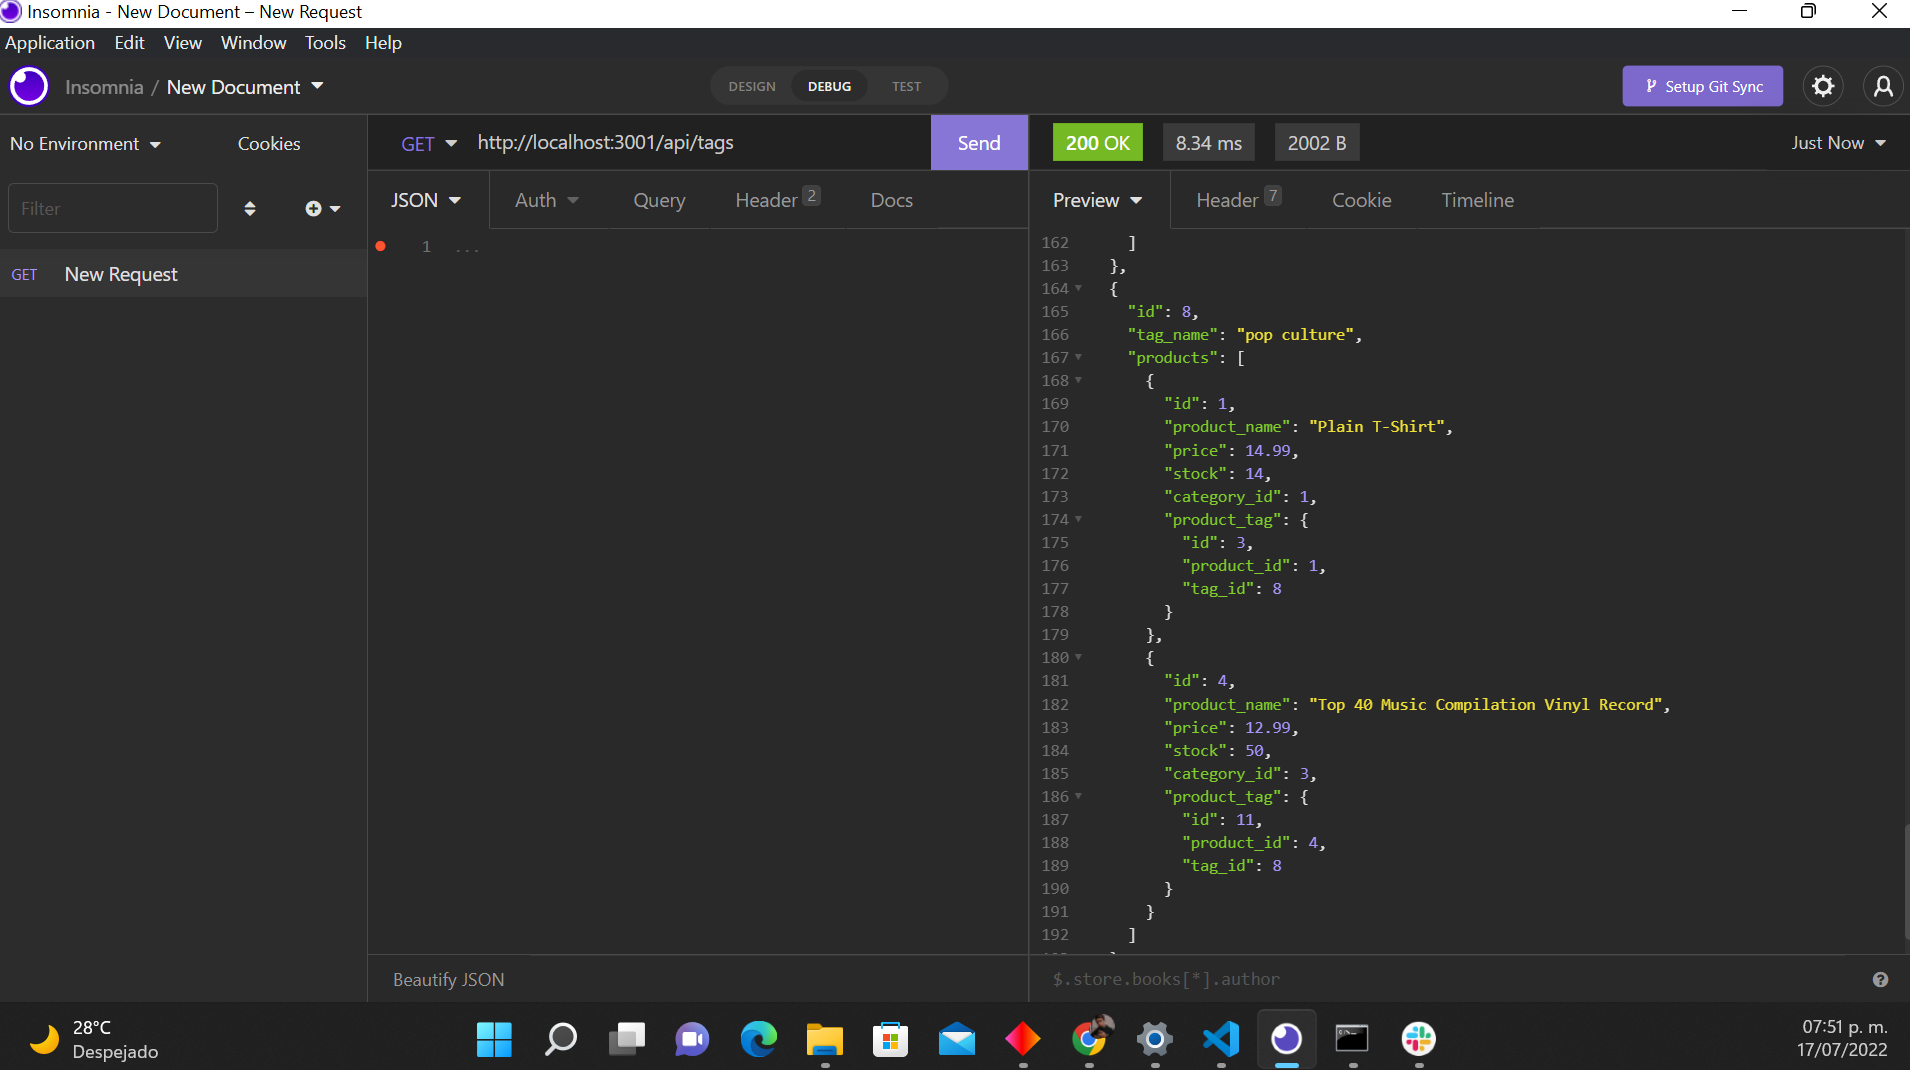 Insomnia - New Document – New Request
Application Edit View Window Tools Help
Insomnia / New Document
DESIGN DEBUG TEST
Setup Git Sync
No Environment Cookies
GET http://localhost:3001/api/tags Send
200 OK 8.34 ms 2002 B Just Now
Filter
JSON Auth Query Header 2 Docs
Preview Header 7 Cookie Timeline
GET New Request
1 ...
162 ]
163 },
164 {
165 "id": 8,
166 "tag_name": "pop culture",
167 "products": [
168 {
169 "id": 1,
170 "product_name": "Plain T-Shirt",
171 "price": 14.99,
172 "stock": 14,
173 "category_id": 1,
174 "product_tag": {
175 "id": 3,
176 "product_id": 1,
177 "tag_id": 8
178 }
179 },
180 {
181 "id": 4,
182 "product_name": "Top 40 Music Compilation Vinyl Record",
183 "price": 12.99,
184 "stock": 50,
185 "category_id": 3,
186 "product_tag": {
187 "id": 11,
188 "product_id": 4,
189 "tag_id": 8
190 }
191 }
192 ]
Beautify JSON
$.store.books[*].author
28°C
Despejado
07:51 p. m.
17/07/2022